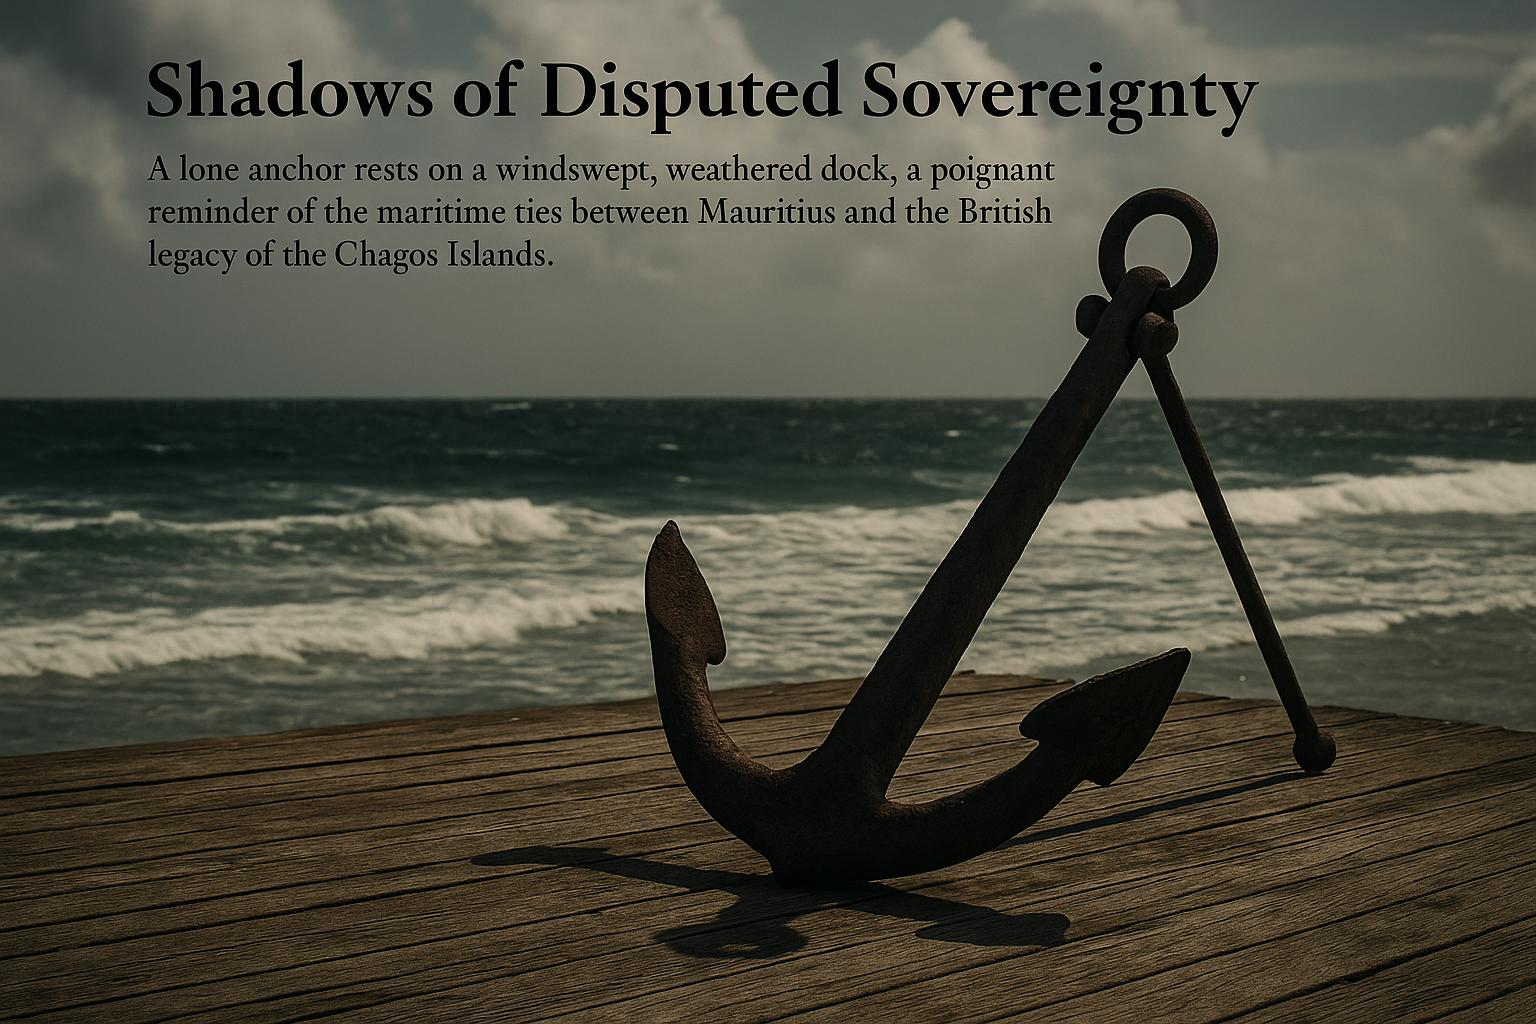 Shadows of Disputed Sovereignty
A lone anchor rests on a windswept, weathered dock, a poignant
reminder of the maritime ties between Mauritius and the British
legacy of the Chagos Islands.